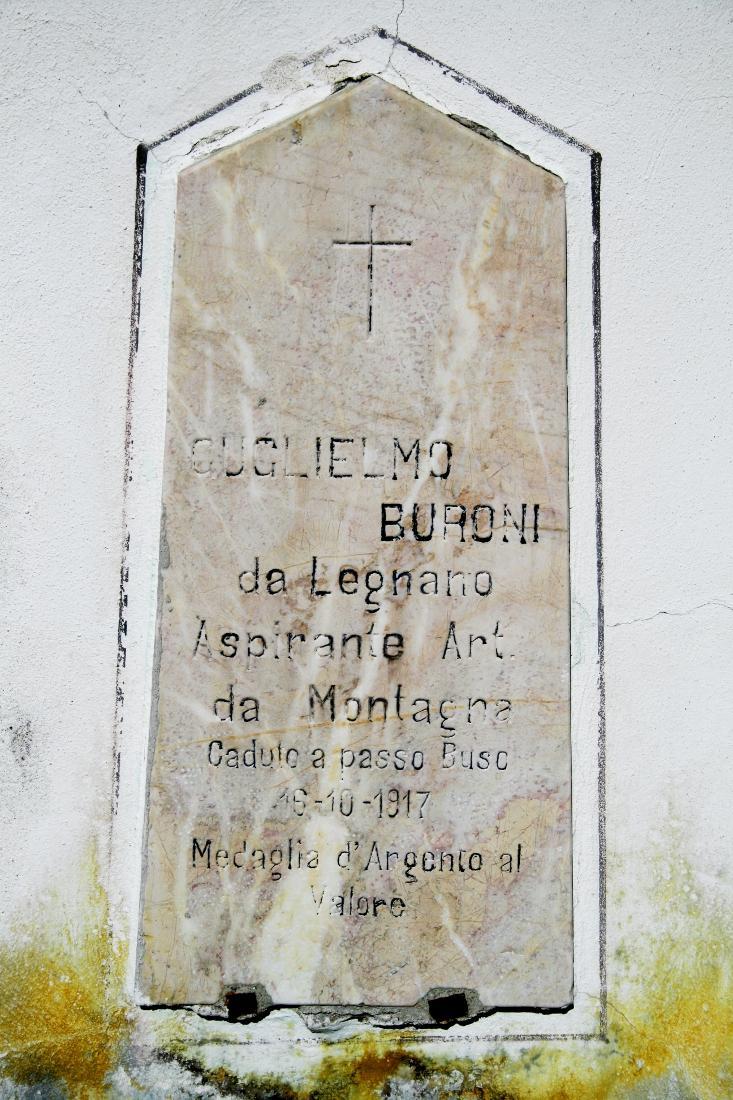 GUGLIELMO
BURONI
da Legnano
Aspirante Art.
da Montagna
Caduto a passo Buso
16-10-1917
Medaglia d'Argento al
Valore